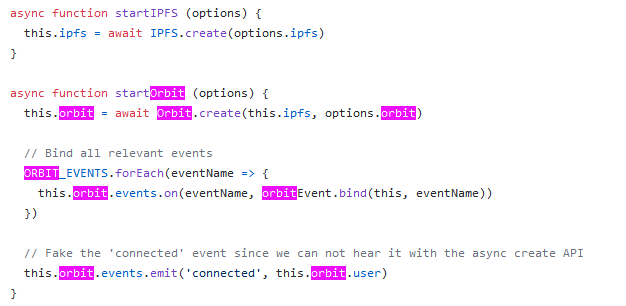 async function startIPFS (options) {
  this.ipfs = await IPFS.create(options.ipfs)
}
async function startOrbit (options) {
  this.orbit = await Orbit.create(this.ipfs, options.orbit)
  // Bind all relevant events
  ORBIT_EVENTS.forEach(eventName => {
    this.orbit.events.on(eventName, orbitEvent.bind(this, eventName))
  })
  // Fake the 'connected' event since we can not hear it with the async create API
  this.orbit.events.emit('connected', this.orbit.user)
}